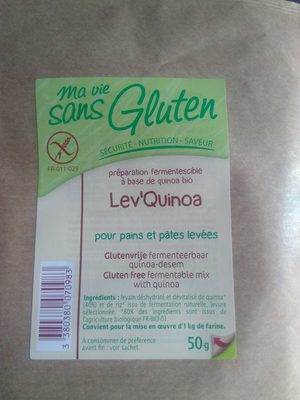 Ma vie
sans Gluten
SÉCURITÉ - NUTRITION - SAVEUR
FR-011-029
préparation fermentescible
à base de quinoa bio
Lev'Quinoa
pour pains et pâtes levées
Glutenvrije fermenteerbaar
quinoa-desem
Gluten free fermentable mix
with quinoa
Ingrédients : levain déshydraté et dévitalisé de quinoa*
(40%) et de riz* issu de fermentation naturelle, levure
sélectionnée. *80% des ingrédients sont issus de
l'agriculture biologique FR-BIO-01.
Convient pour la mise en œuvre d'1 kg de farine.
À consommer de préférence
avant fin : voir sachet.
50g
3 380380 070983